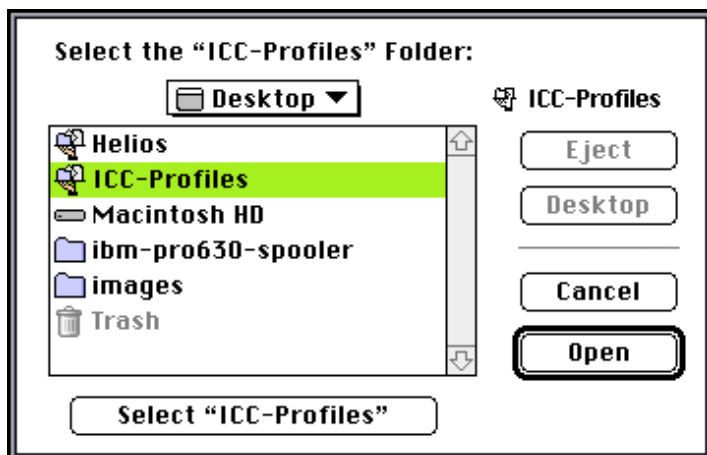 Select the “ICC-Profiles” Folder:
Desktop
ICC-Profiles
Helios
ICC-Profiles
Macintosh HD
ibm-pro630-spooler
images
Trash
Eject
Desktop
Cancel
Open
Select “ICC-Profiles”